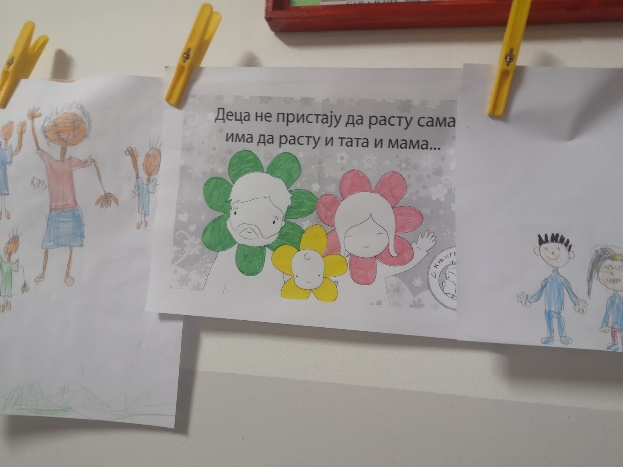 Деца не пристају да расту сама
има да расту и тата и мама...